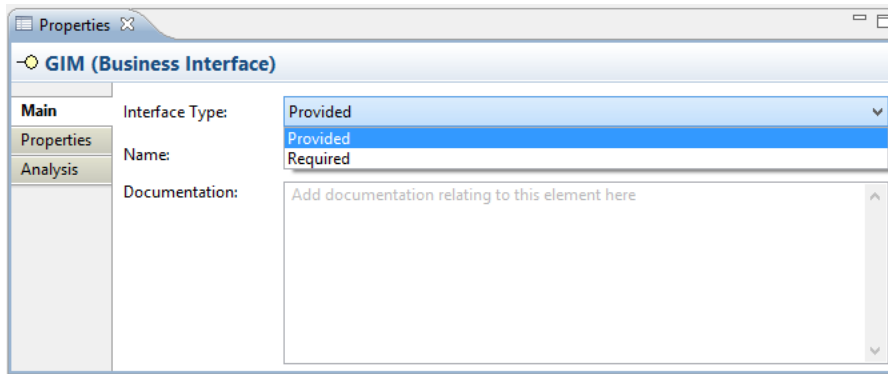 Properties
GIM (Business Interface)
Main
Interface Type:
Provided
Properties
Provided
Name:
Required
Analysis
Documentation:
Add documentation relating to this element here